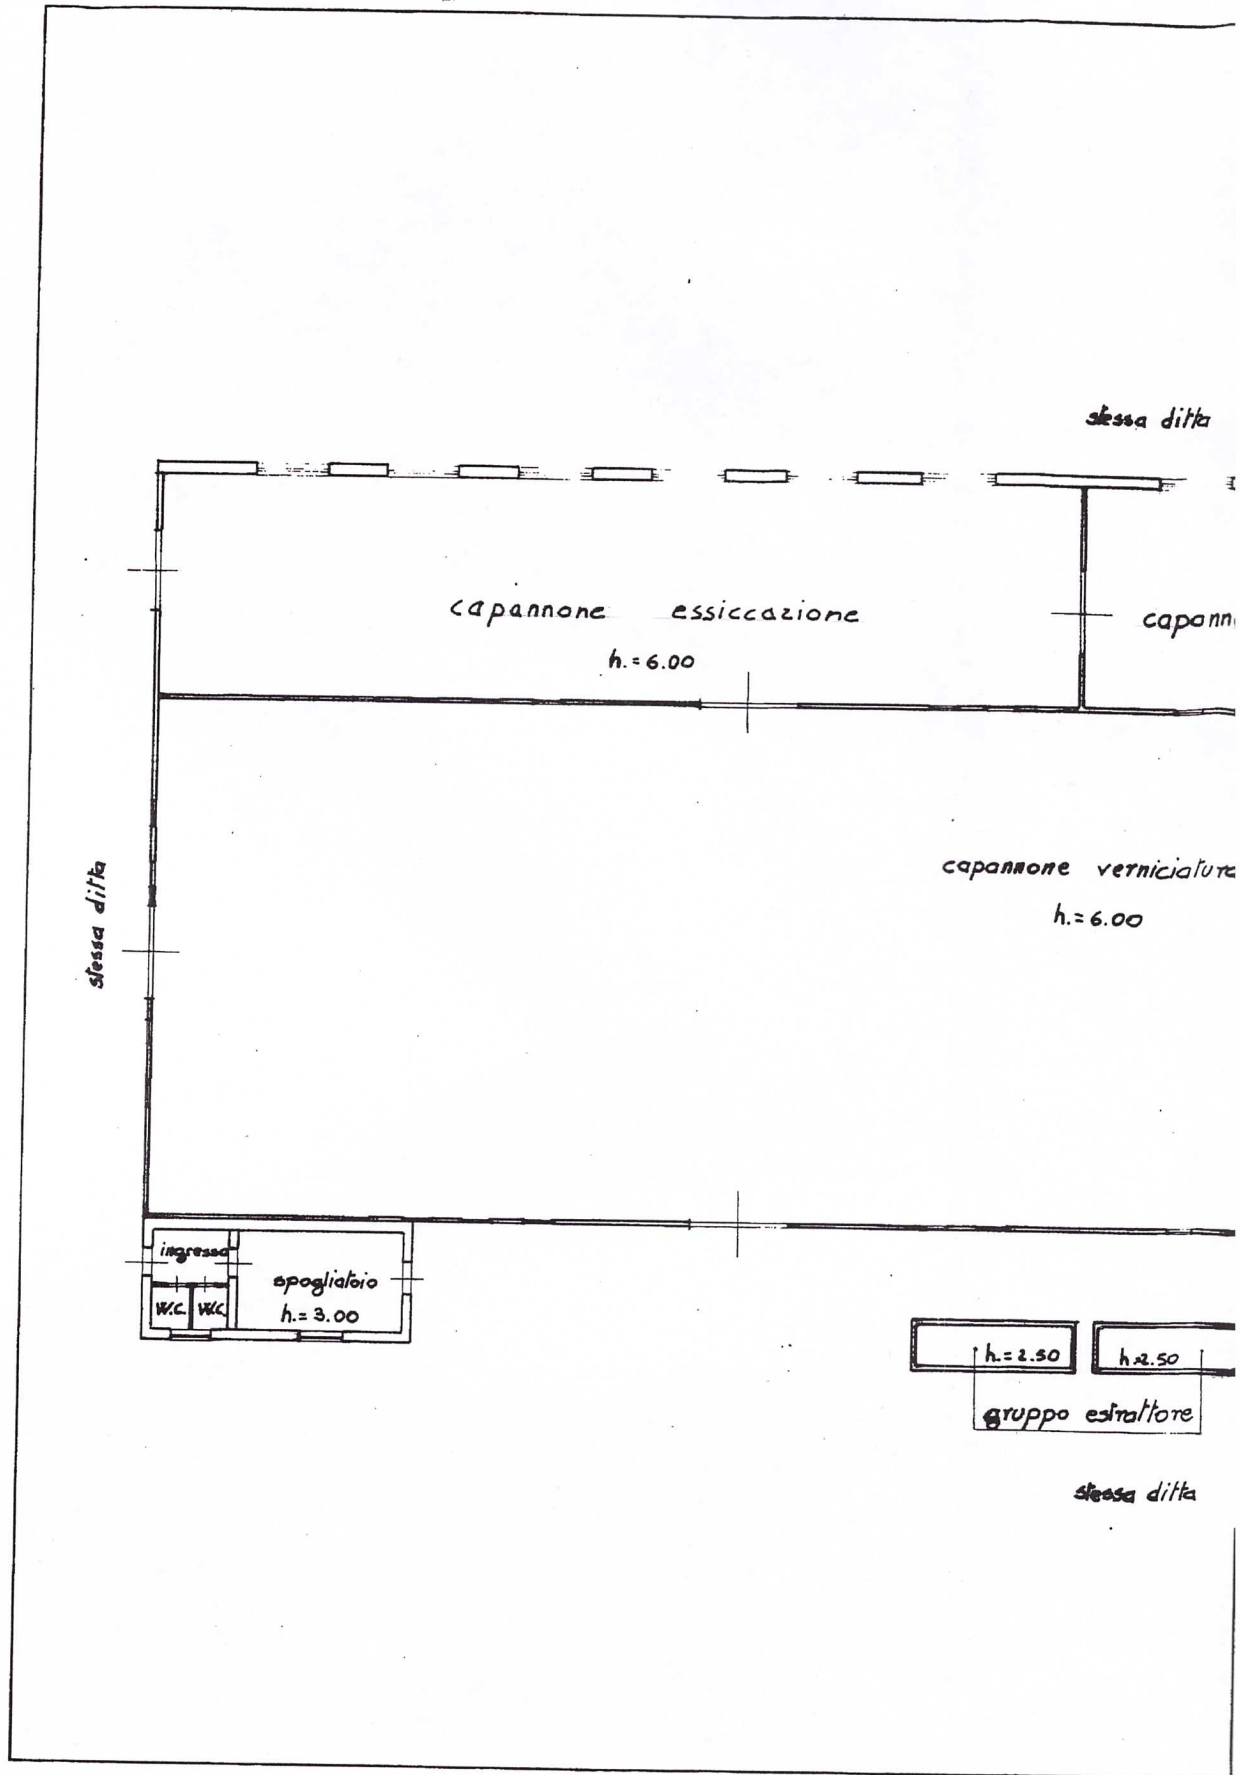 stessa ditta
capannone essiccazione
h.=6.00
capann
stessa ditta
capannone verniciatura
h.=6.00
ingresso
W.C. W.C.
spogliatoio
h.=3.00
h.=2.50
h.=2.50
gruppo estrattore
stessa ditta